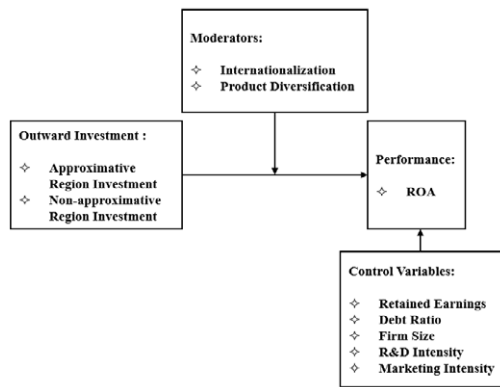 Moderators:
✧ Internationalization
✧ Product Diversification
Outward Investment :
✧ Approximative
Region Investment
✧ Non-approximative
Region Investment
Performance:
✧ ROA
Control Variables:
✧ Retained Earnings
✧ Debt Ratio
✧ Firm Size
✧ R&D Intensity
✧ Marketing Intensity